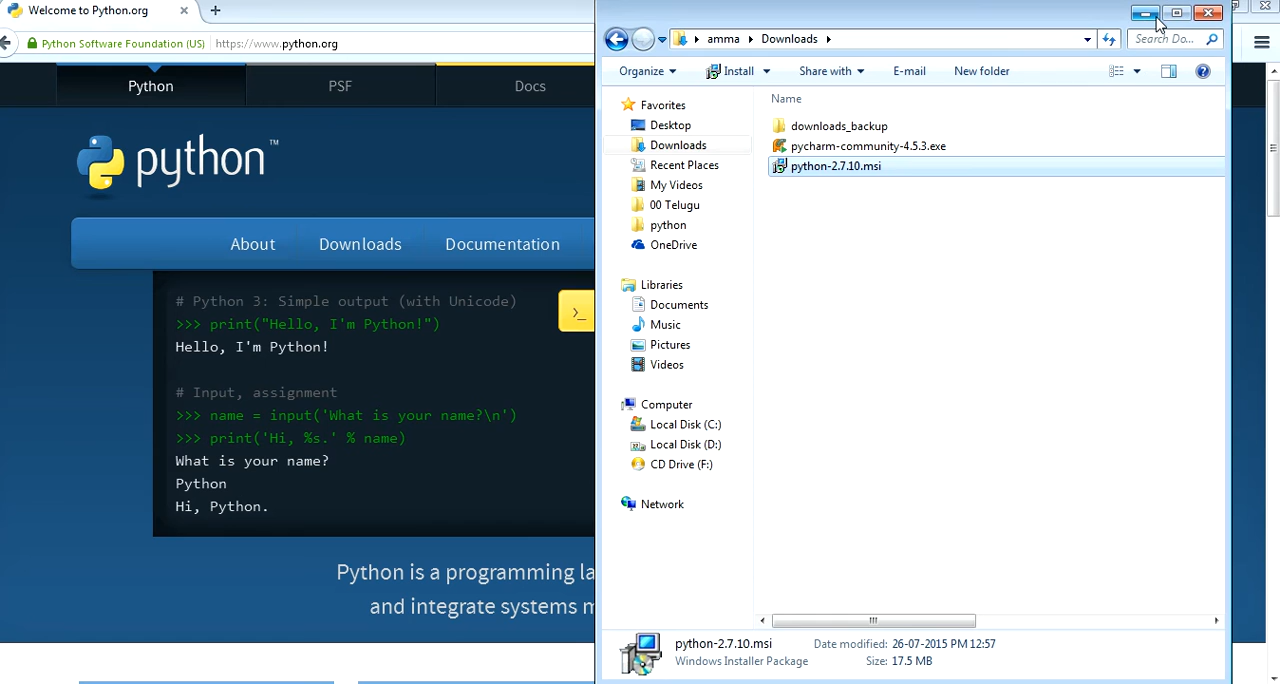 Welcome to Python.org
Python Software Foundation (US)
https://www.python.org
Python
PSF
Docs
python™
About
Downloads
Documentation
# Python 3: Simple output (with Unicode)
>>> print("Hello, I'm Python!")
Hello, I'm Python!
# Input, assignment
>>> name = input('What is your name?\n')
>>> print('Hi, %s.' % name)
What is your name?
Python
Hi, Python.
>_
Python is a programming la
and integrate systems m
amma
Downloads
Search Do...
Organize
Install
Share with
E-mail
New folder
Favorites
Desktop
Downloads
Recent Places
My Videos
00 Telugu
python
OneDrive
Libraries
Documents
Music
Pictures
Videos
Computer
Local Disk (C:)
Local Disk (D:)
CD Drive (F:)
Network
Name
downloads_backup
pycharm-community-4.5.3.exe
python-2.7.10.msi
python-2.7.10.msi
Date modified: 26-07-2015 PM 12:57
Windows Installer Package
Size: 17.5 MB